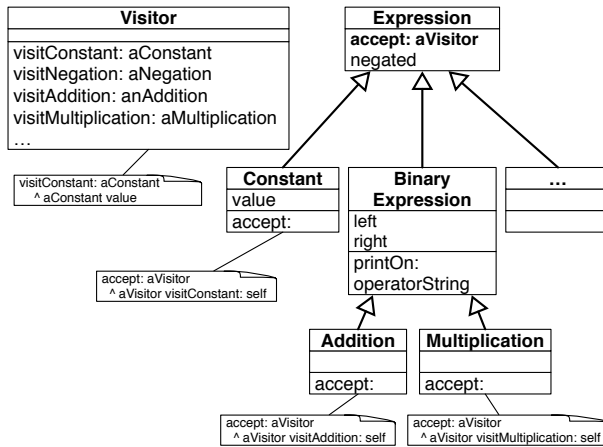 Visitor
visitConstant: aConstant
visitNegation: aNegation
visitAddition: anAddition
visitMultiplication: aMultiplication
...
visitConstant: aConstant
^ aConstant value
Expression
accept: aVisitor
negated
Constant
value
accept:
accept: aVisitor
^ aVisitor visitConstant: self
Binary
Expression
left
right
printOn:
operatorString
...
Addition
accept:
Multiplication
accept:
accept: aVisitor
^ aVisitor visitAddition: self
accept: aVisitor
^ aVisitor visitMultiplication: self